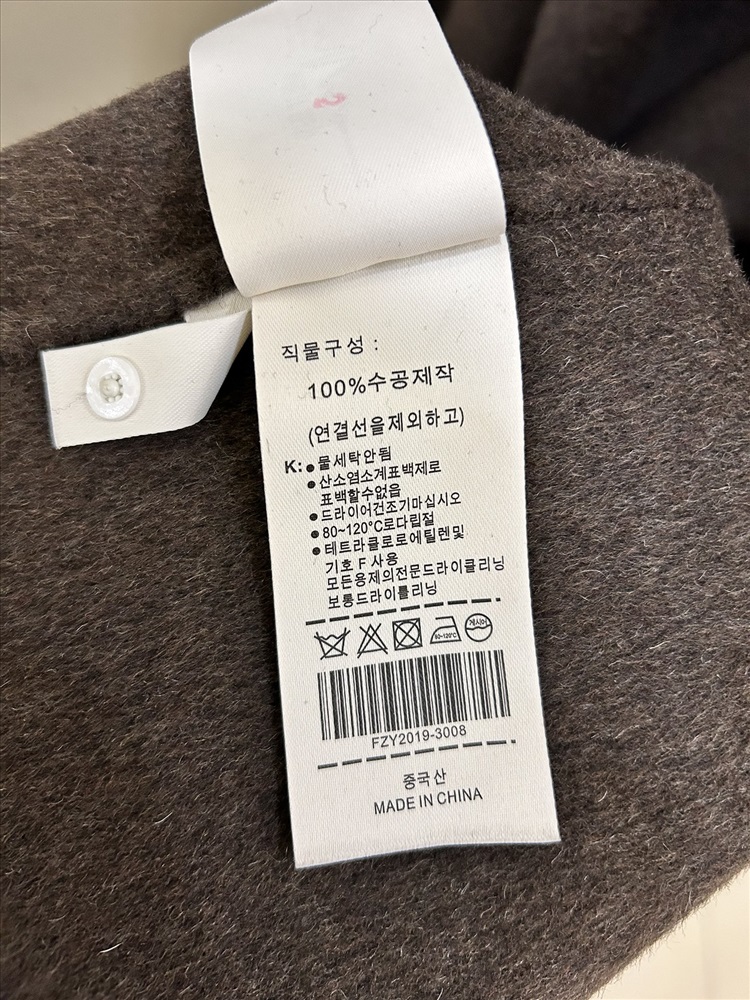 2
직물구성 :
100%수공제작
(연결선을제외하고)
K: ● 물세탁안됨
● 산소염소계표백제로
표백할수없음
● 드라이어건조기마십시오
● 80~120°C로다립절
● 테트라클로로에틸렌및
기호 F 사용
모든용제의전문드라이클리닝
보통드라이틀리닝
80~120°C
FZY2019-3008
중국산
MADE IN CHINA